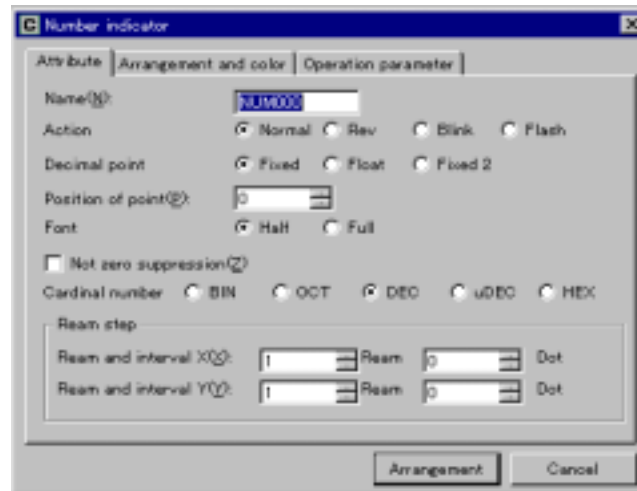 Number indicator
Attribute Arrangement and color Operation parameter
Name(N): NUM000
Action Normal Rev Blink Flash
Decimal point Fixed Float Fixed 2
Position of point(P): 0
Font Half Full
Not zero suppression(Z)
Cardinal number BIN OCT DEC uDEC HEX
Ream step
Ream and interval X(X): 1 Ream 0 Dot
Ream and interval Y(Y): 1 Ream 0 Dot
Arrangement Cancel